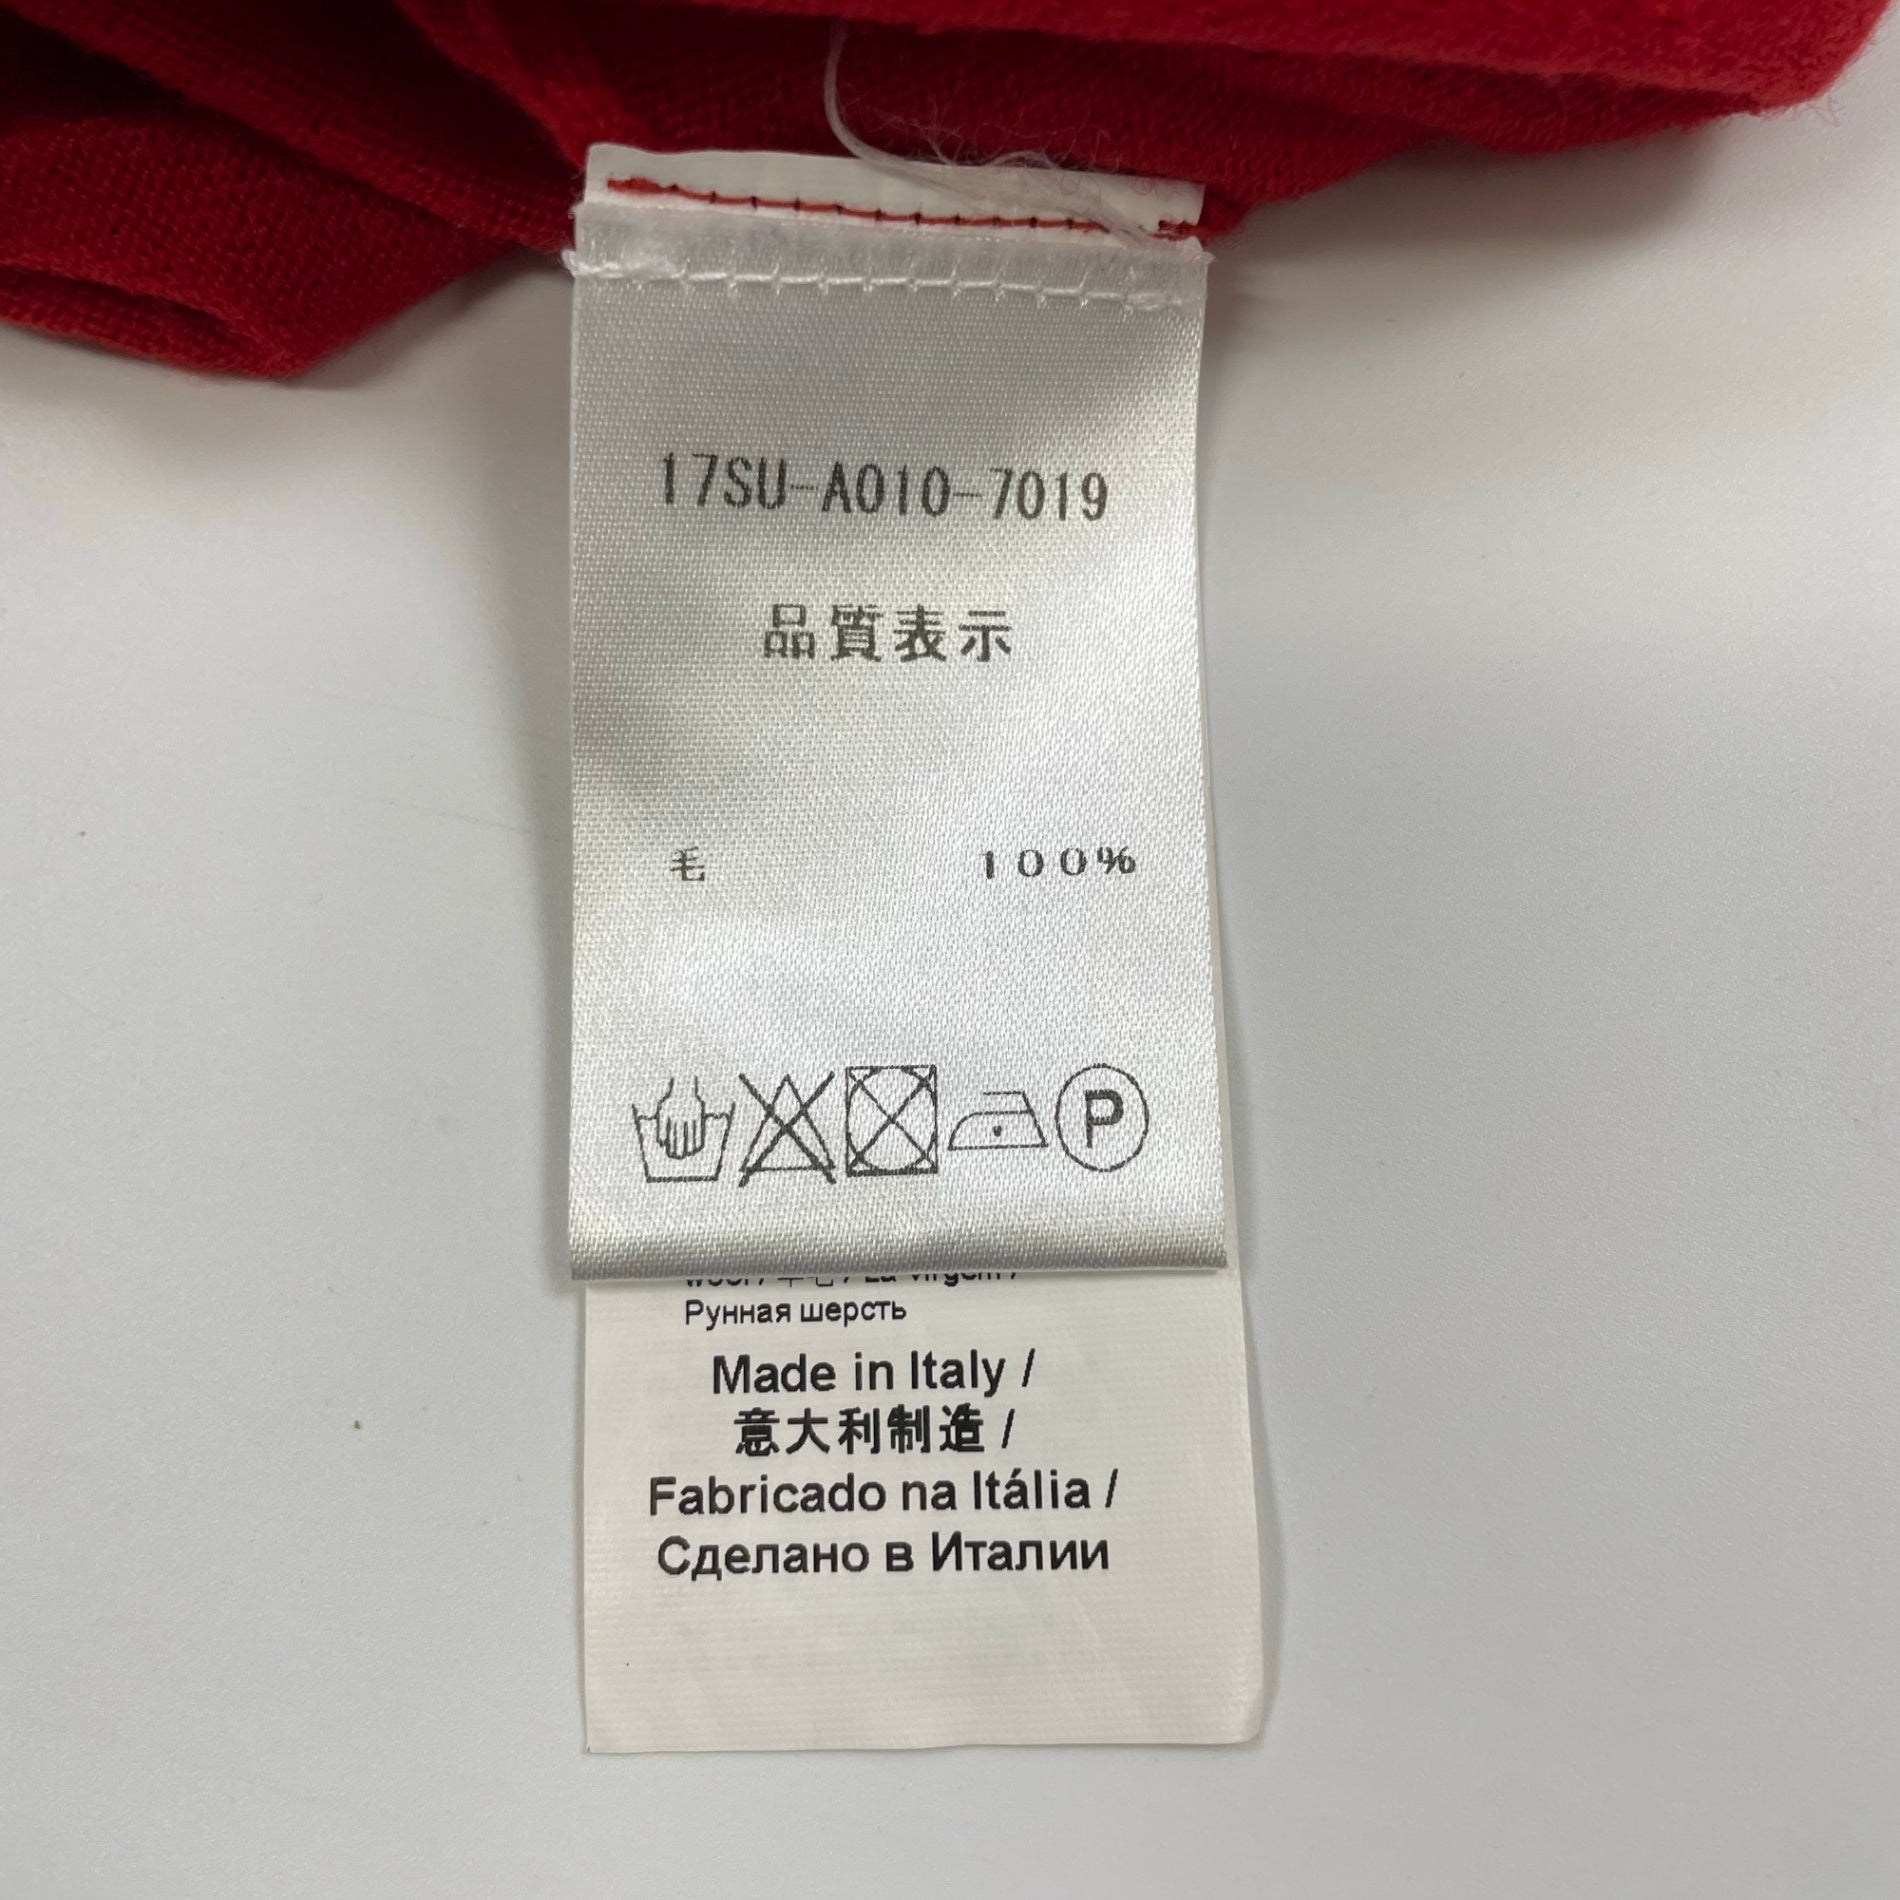 17SU-A010-7019
品質表示
毛 100%
P
Рунная шерсть
Made in Italy /
意大利制造 /
Fabricado na Itália /
Сделано в Италии